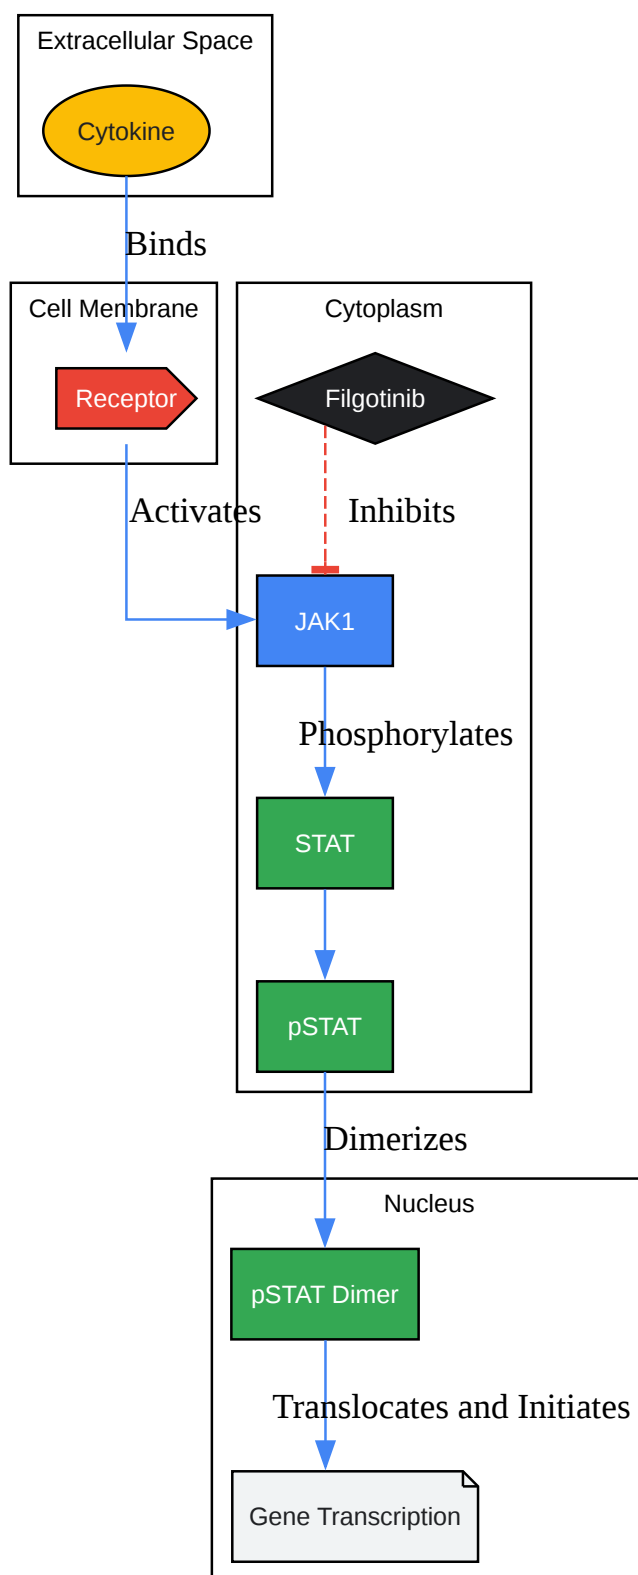 Extracellular Space
Cytokine
Binds
Cell Membrane
Cytoplasm
Receptor
Filgotinib
Activates
Inhibits
JAK1
Phosphorylates
STAT
pSTAT
Dimerizes
Nucleus
pSTAT Dimer
Translocates and Initiates
Gene Transcription